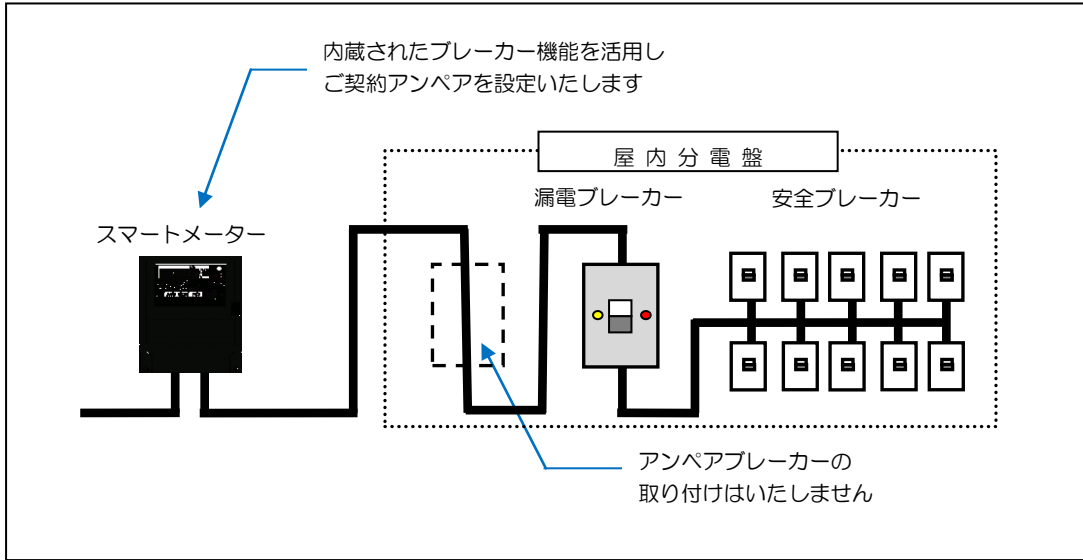 内蔵されたブレーカー機能を活用し
ご契約アンペアを設定いたします
屋内分電盤
漏電ブレーカー
安全ブレーカー
スマートメーター
アンペアブレーカーの
取り付けはいたしません